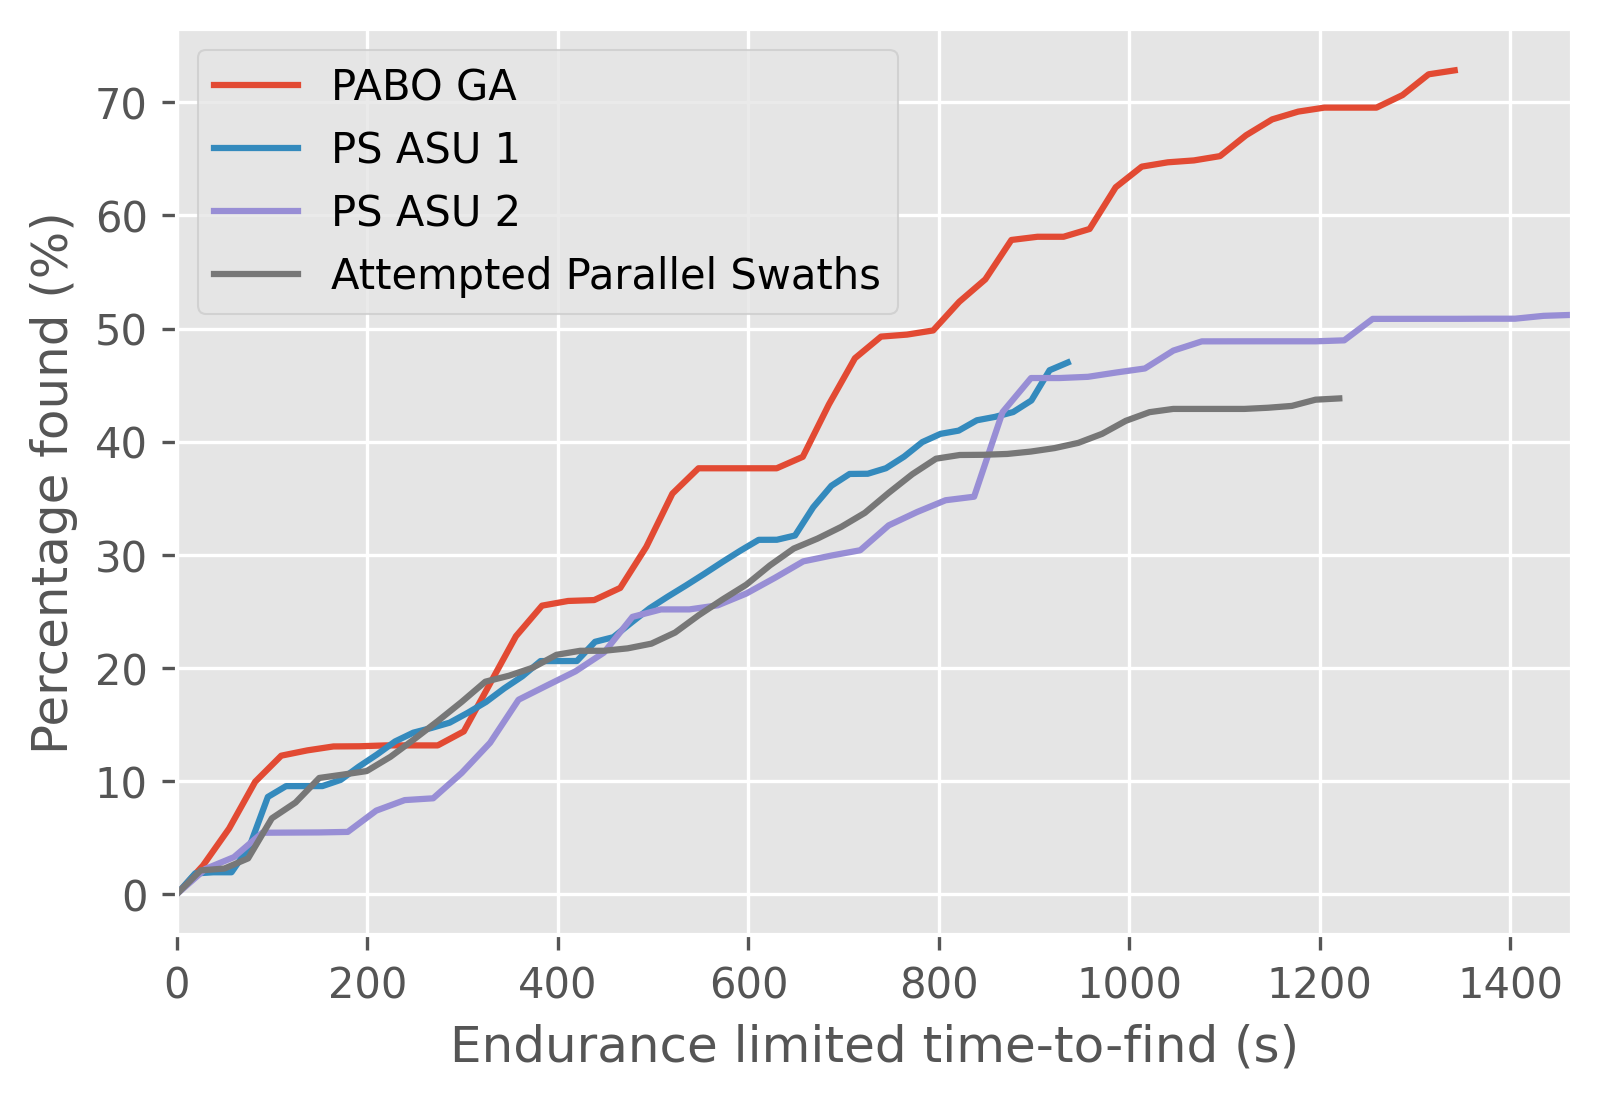 PABO GA
PS ASU 1
PS ASU 2
Attempted Parallel Swaths
Percentage found (%)
70
60
50
40
30
20
10
0
0 200 400 600 800 1000 1200 1400
Endurance limited time-to-find (s)